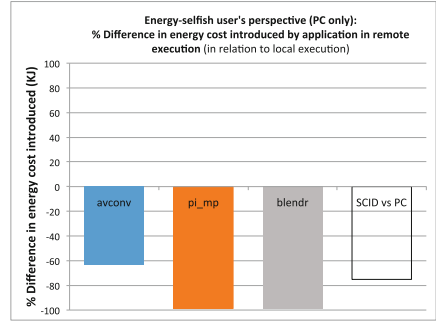 Energy-selfish user's perspective (PC only):
% Difference in energy cost introduced by application in remote
execution (in relation to local execution)
% Difference in energy cost introduced (KJ)
100
80
60
40
20
0
-20
-40
-60
-80
-100
avconv
pi_mp
blendr
SCID vs PC